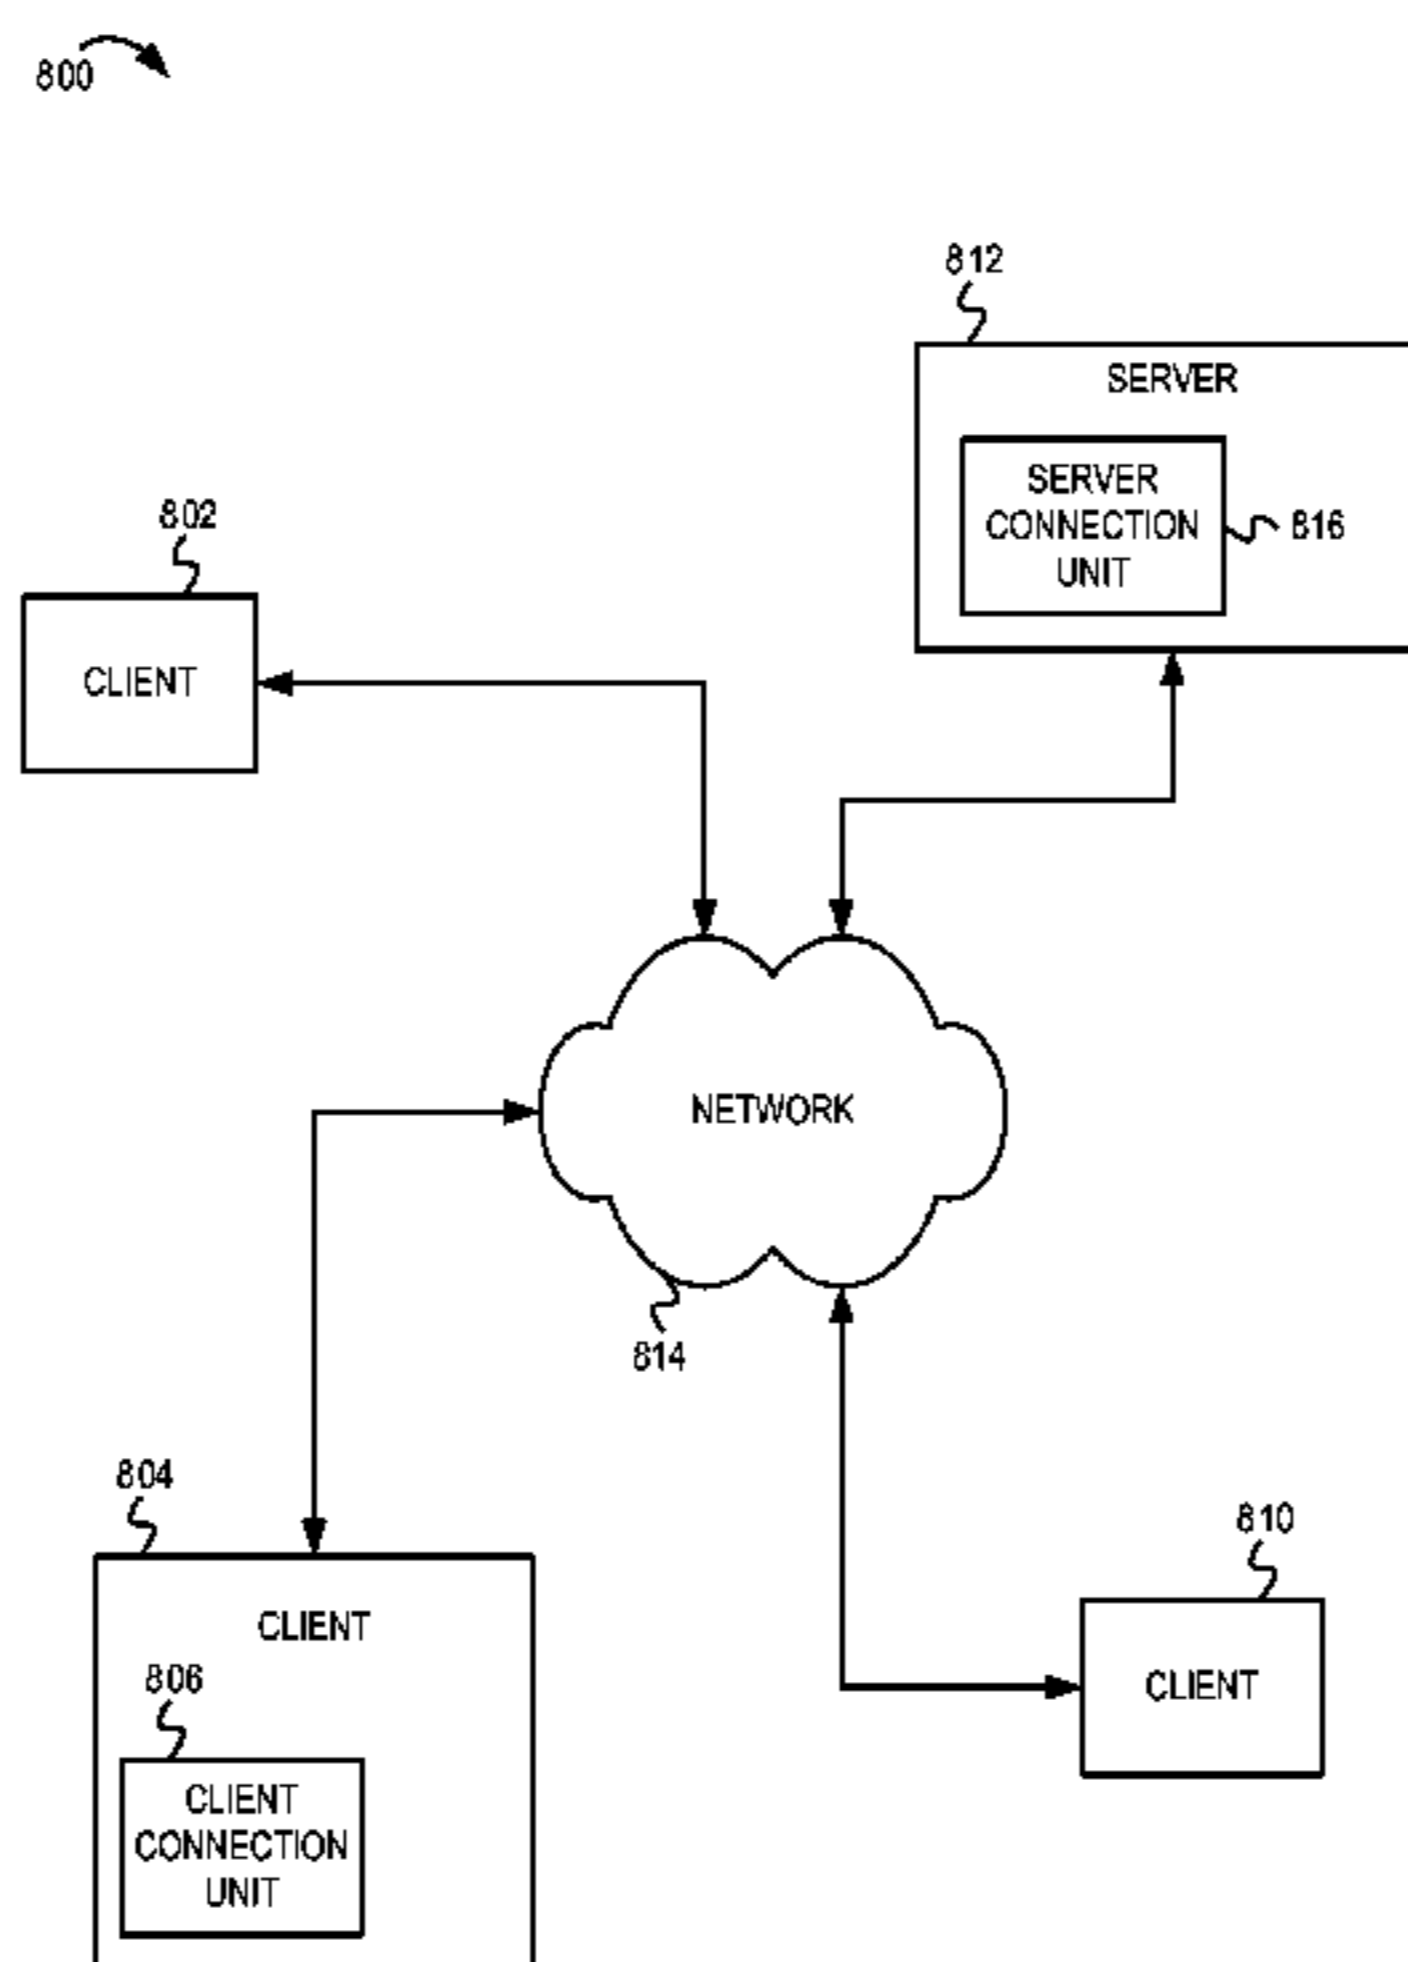 800
812
SERVER
SERVER
CONNECTION
UNIT
816
802
CLIENT
NETWORK
814
804
CLIENT
806
CLIENT
CONNECTION
UNIT
810
CLIENT